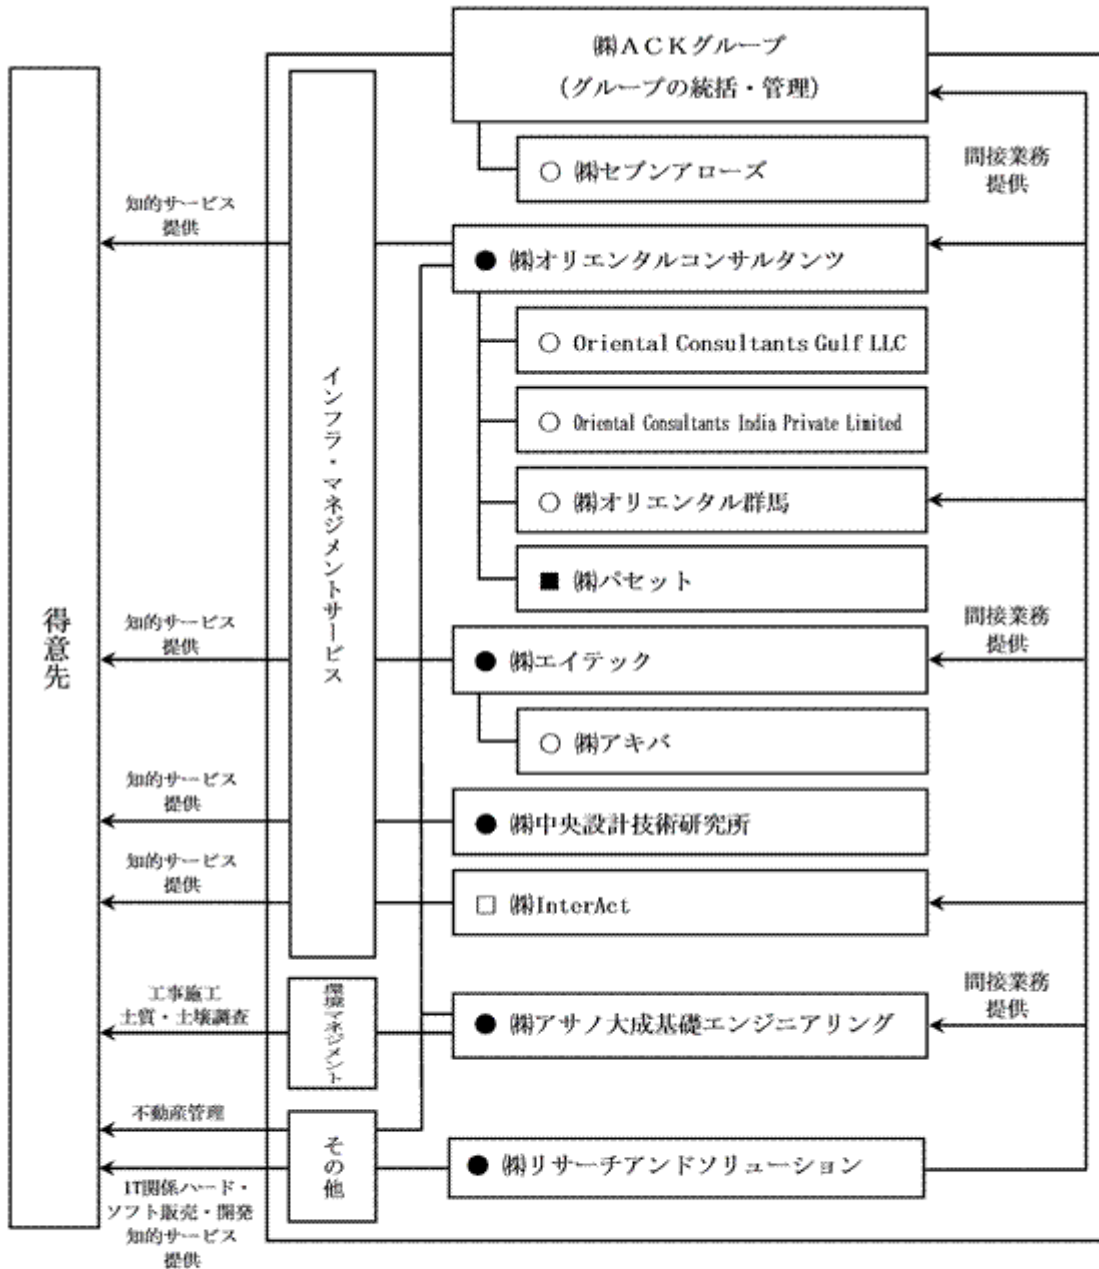 ㈱ＡＣＫグループ
（グループの統括・管理）
○ ㈱セブンアローズ
間接業務
提供
知的サービス
提供
● ㈱オリエンタルコンサルタンツ
○ Oriental Consultants Gulf LLC
○ Oriental Consultants India Private Limited
○ ㈱オリエンタル群馬
■ ㈱パセット
得意先
インフラ・マネジメントサービス
知的サービス
提供
● ㈱エイテック
間接業務
提供
○ ㈱アキバ
知的サービス
提供
● ㈱中央設計技術研究所
知的サービス
提供
□ ㈱InterAct
工事施工
土質・土壌調査
環境マネジメント
● ㈱アサノ大成基礎エンジニアリング
間接業務
提供
不動産管理
その他
● ㈱リサーチアンドソリューション
IT関係ハード・
ソフト販売・開発
知的サービス
提供